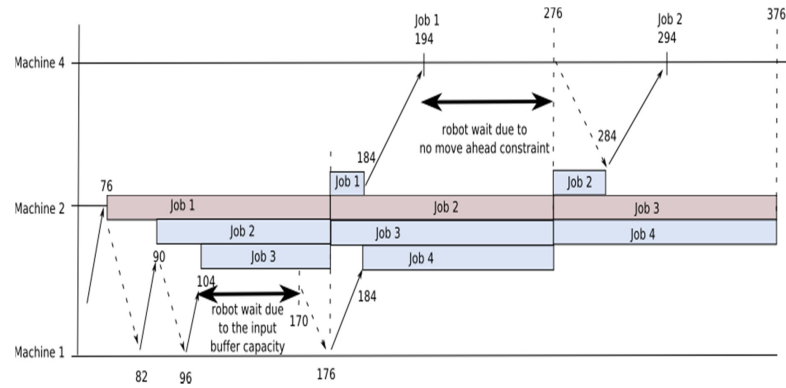 Job 1
194
276
Job 2
294
376
Machine 4
robot wait due to
no move ahead constraint
184
284
76
Job 1
Job 2
Machine 2
Job 1
Job 2
Job 3
Job 2
Job 3
Job 4
90
Job 3
Job 4
104
184
robot wait due
to the input
buffer capacity
170
Machine 1
82
96
176